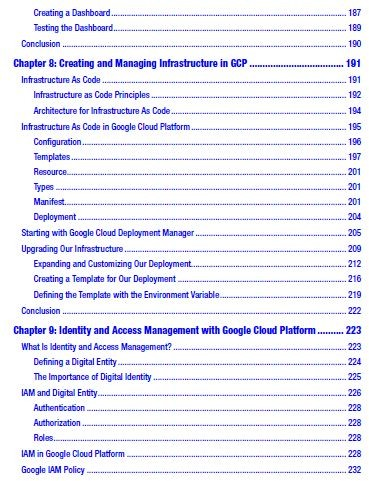 Creating a Dashboard ........ 187
Testing the Dashboard ........ 189
Conclusion ........ 190
Chapter 8: Creating and Managing Infrastructure in GCP ........ 191
Infrastructure As Code ........ 191
Infrastructure as Code Principles ........ 192
Architecture for Infrastructure As Code ........ 194
Infrastructure As Code in Google Cloud Platform ........ 195
Configuration ........ 196
Templates ........ 197
Resource ........ 201
Types ........ 201
Manifest ........ 201
Deployment ........ 204
Starting with Google Cloud Deployment Manager ........ 205
Upgrading Our Infrastructure ........ 209
Expanding and Customizing Our Deployment ........ 212
Creating a Template for Our Deployment ........ 216
Defining the Template with the Environment Variable ........ 219
Conclusion ........ 222
Chapter 9: Identity and Access Management with Google Cloud Platform ........ 223
What Is Identity and Access Management? ........ 223
Defining a Digital Entity ........ 224
The Importance of Digital Identity ........ 225
IAM and Digital Entity ........ 226
Authentication ........ 228
Authorization ........ 228
Roles ........ 228
IAM in Google Cloud Platform ........ 228
Google IAM Policy ........ 232